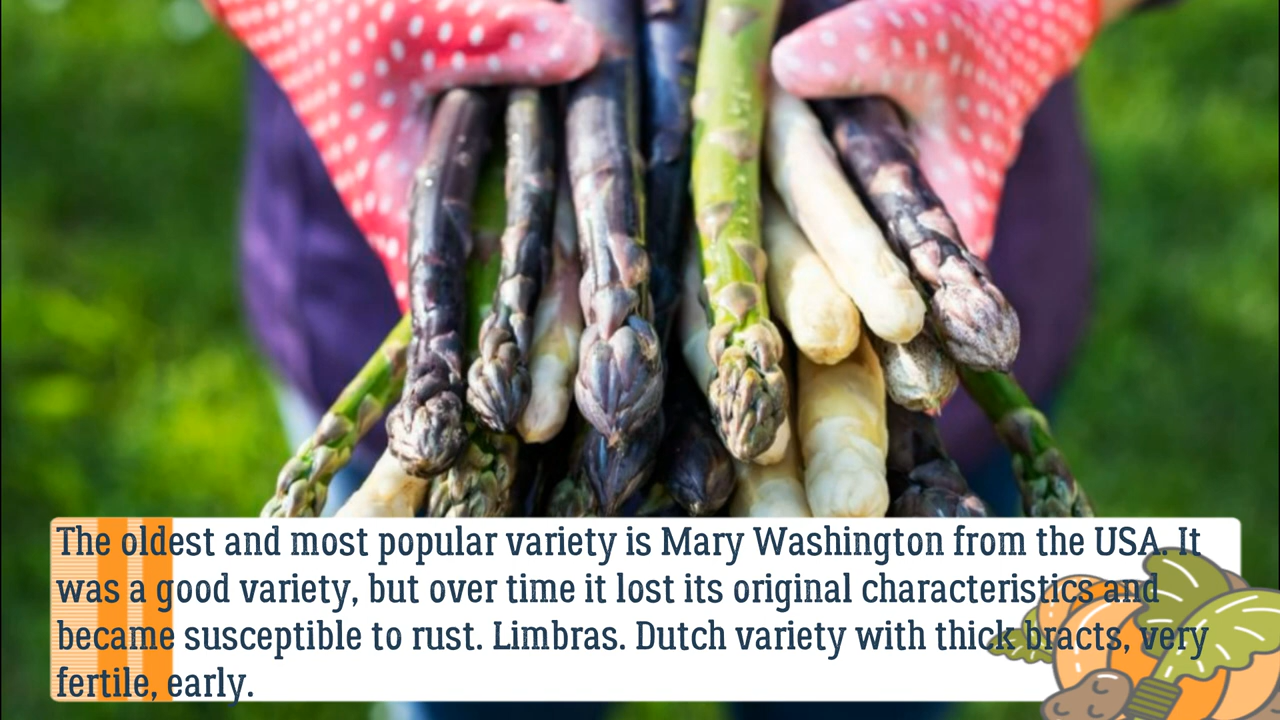 The oldest and most popular variety is Mary Washington from the USA. It
was a good variety, but over time it lost its original characteristics and
became susceptible to rust. Limbras. Dutch variety with thick bracts, very
fertile, early.